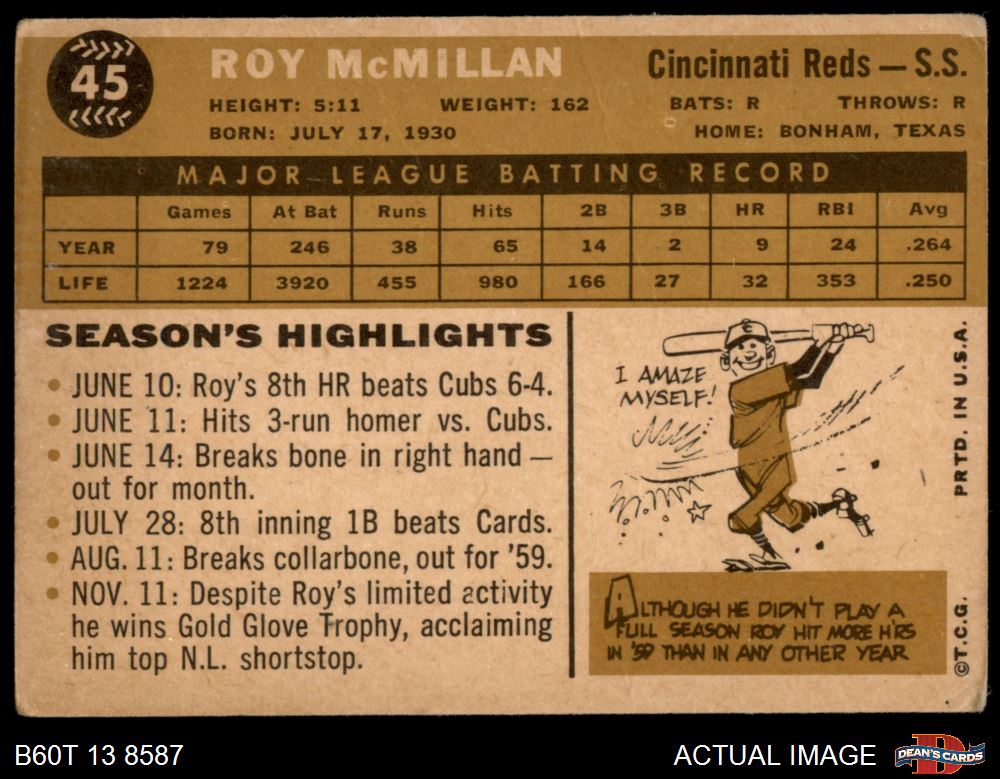 45
ROY McMILLAN
Cincinnati Reds — S.S.
HEIGHT: 5:11 WEIGHT: 162 BATS: R THROWS: R
BORN: JULY 17, 1930 HOME: BONHAM, TEXAS
MAJOR LEAGUE BATTING RECORD
Games At Bat Runs Hits 2B 3B HR RBI Avg
YEAR 79 246 38 65 14 2 9 24 .264
LIFE 1224 3920 455 980 166 27 32 353 .250
SEASON'S HIGHLIGHTS
• JUNE 10: Roy's 8th HR beats Cubs 6-4.
• JUNE 11: Hits 3-run homer vs. Cubs.
• JUNE 14: Breaks bone in right hand —
out for month.
• JULY 28: 8th inning 1B beats Cards.
• AUG. 11: Breaks collarbone, out for '59.
• NOV. 11: Despite Roy's limited activity
he wins Gold Glove Trophy, acclaiming
him top N.L. shortstop.
C
I AMAZE
MYSELF!
ALTHOUGH HE DIDN'T PLAY A
FULL SEASON ROY HIT MORE H'RS
IN '59 THAN IN ANY OTHER YEAR
©T.C.G. PRTD. IN U.S.A.
B60T 13 8587
ACTUAL IMAGE
D
DEAN'S CARDS